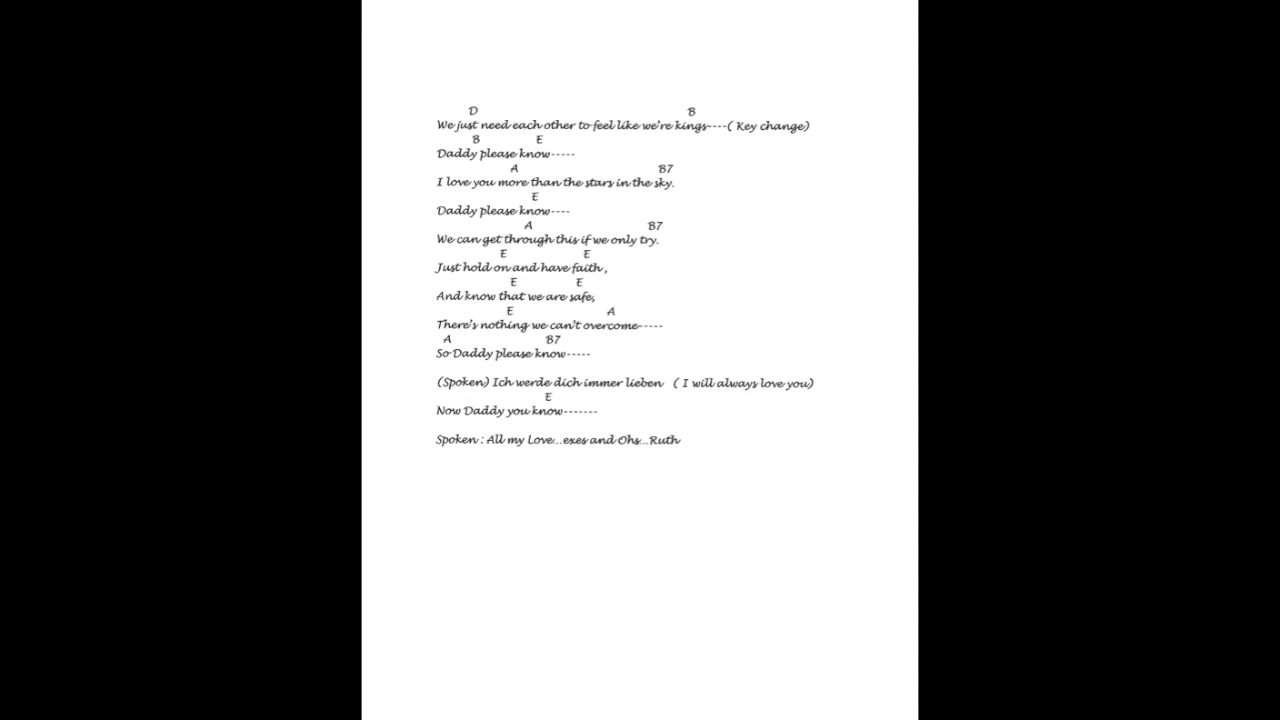 D B
We just need each other to feel like we're kings----( Key change)
B E
Daddy please know-----
A B7
I love you more than the stars in the sky.
E
Daddy please know----
A B7
We can get through this if we only try.
E E
Just hold on and have faith ,
E E
And know that we are safe,
E A
There's nothing we can't overcome-----
A B7
So Daddy please know-----
(Spoken) Ich werde dich immer lieben ( I will always love you)
E
Now Daddy you know-------
Spoken : All my Love...exes and Ohs...Ruth